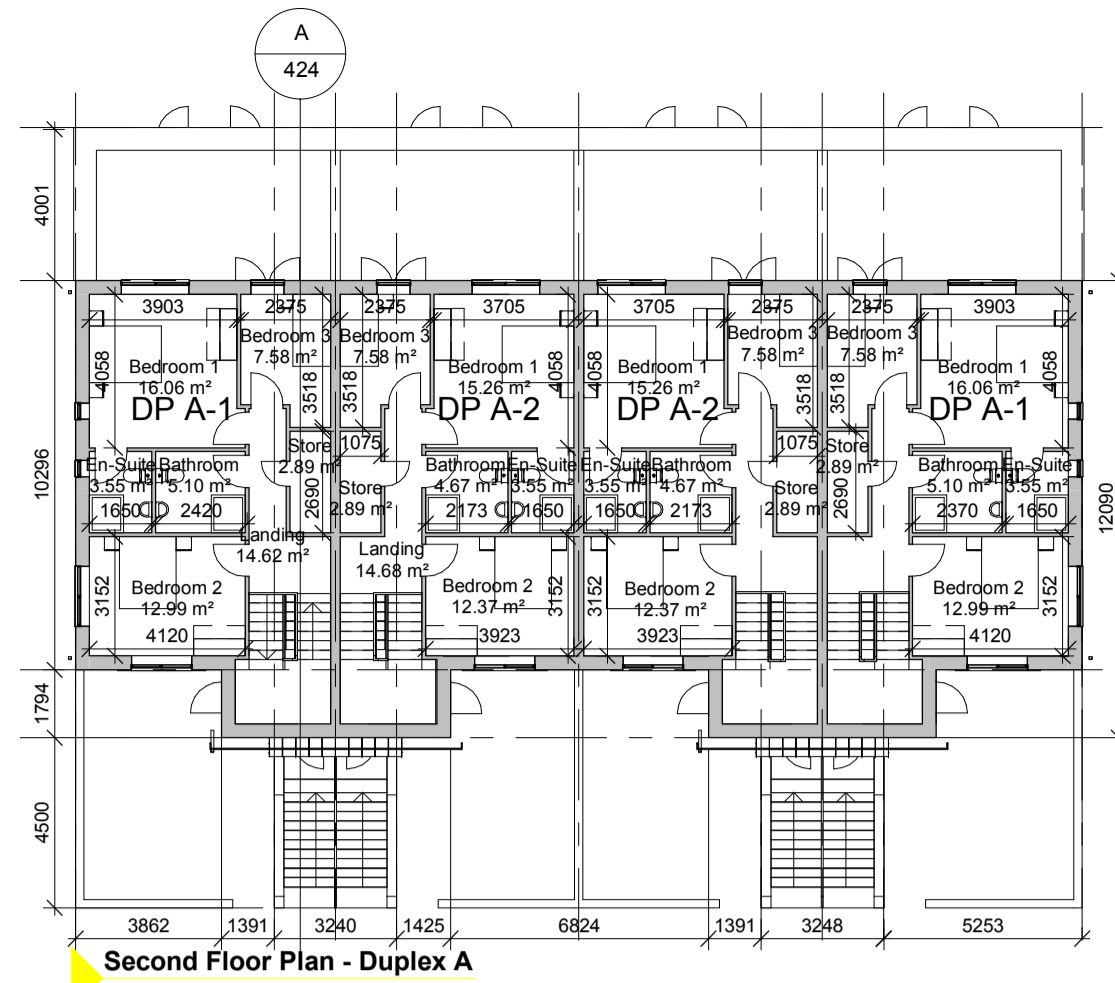 A
424
4001
10296
1794
4500
12090
3903
2375
2375
3705
3705
2375
2375
3903
Bedroom 3
7.58 m²
Bedroom 3
7.58 m²
Bedroom 3
7.58 m²
Bedroom 3
7.58 m²
4058
Bedroom 1
16.06 m²
DP A-1
3518
3518
Bedroom 1
15.26 m²
DP A-2
4058
4058
Bedroom 1
15.26 m²
DP A-2
3518
3518
Bedroom 1
16.06 m²
DP A-1
4058
En-Suite
3.55 m²
1650
Bathroom
5.10 m²
2420
Store
2.89 m²
2690
1075
Store
2.89 m²
Bathroom
4.67 m²
2173
En-Suite
3.55 m²
1650
En-Suite
3.55 m²
1650
Bathroom
4.67 m²
2173
1075
Store
2.89 m²
Store
2.89 m²
2690
Bathroom
5.10 m²
2370
En-Suite
3.55 m²
1650
Landing
14.62 m²
Landing
14.68 m²
3152
Bedroom 2
12.99 m²
4120
Bedroom 2
12.37 m²
3152
3923
3152
Bedroom 2
12.37 m²
3923
Bedroom 2
12.99 m²
3152
4120
3862
1391
3240
1425
6824
1391
3248
5253
Second Floor Plan - Duplex A